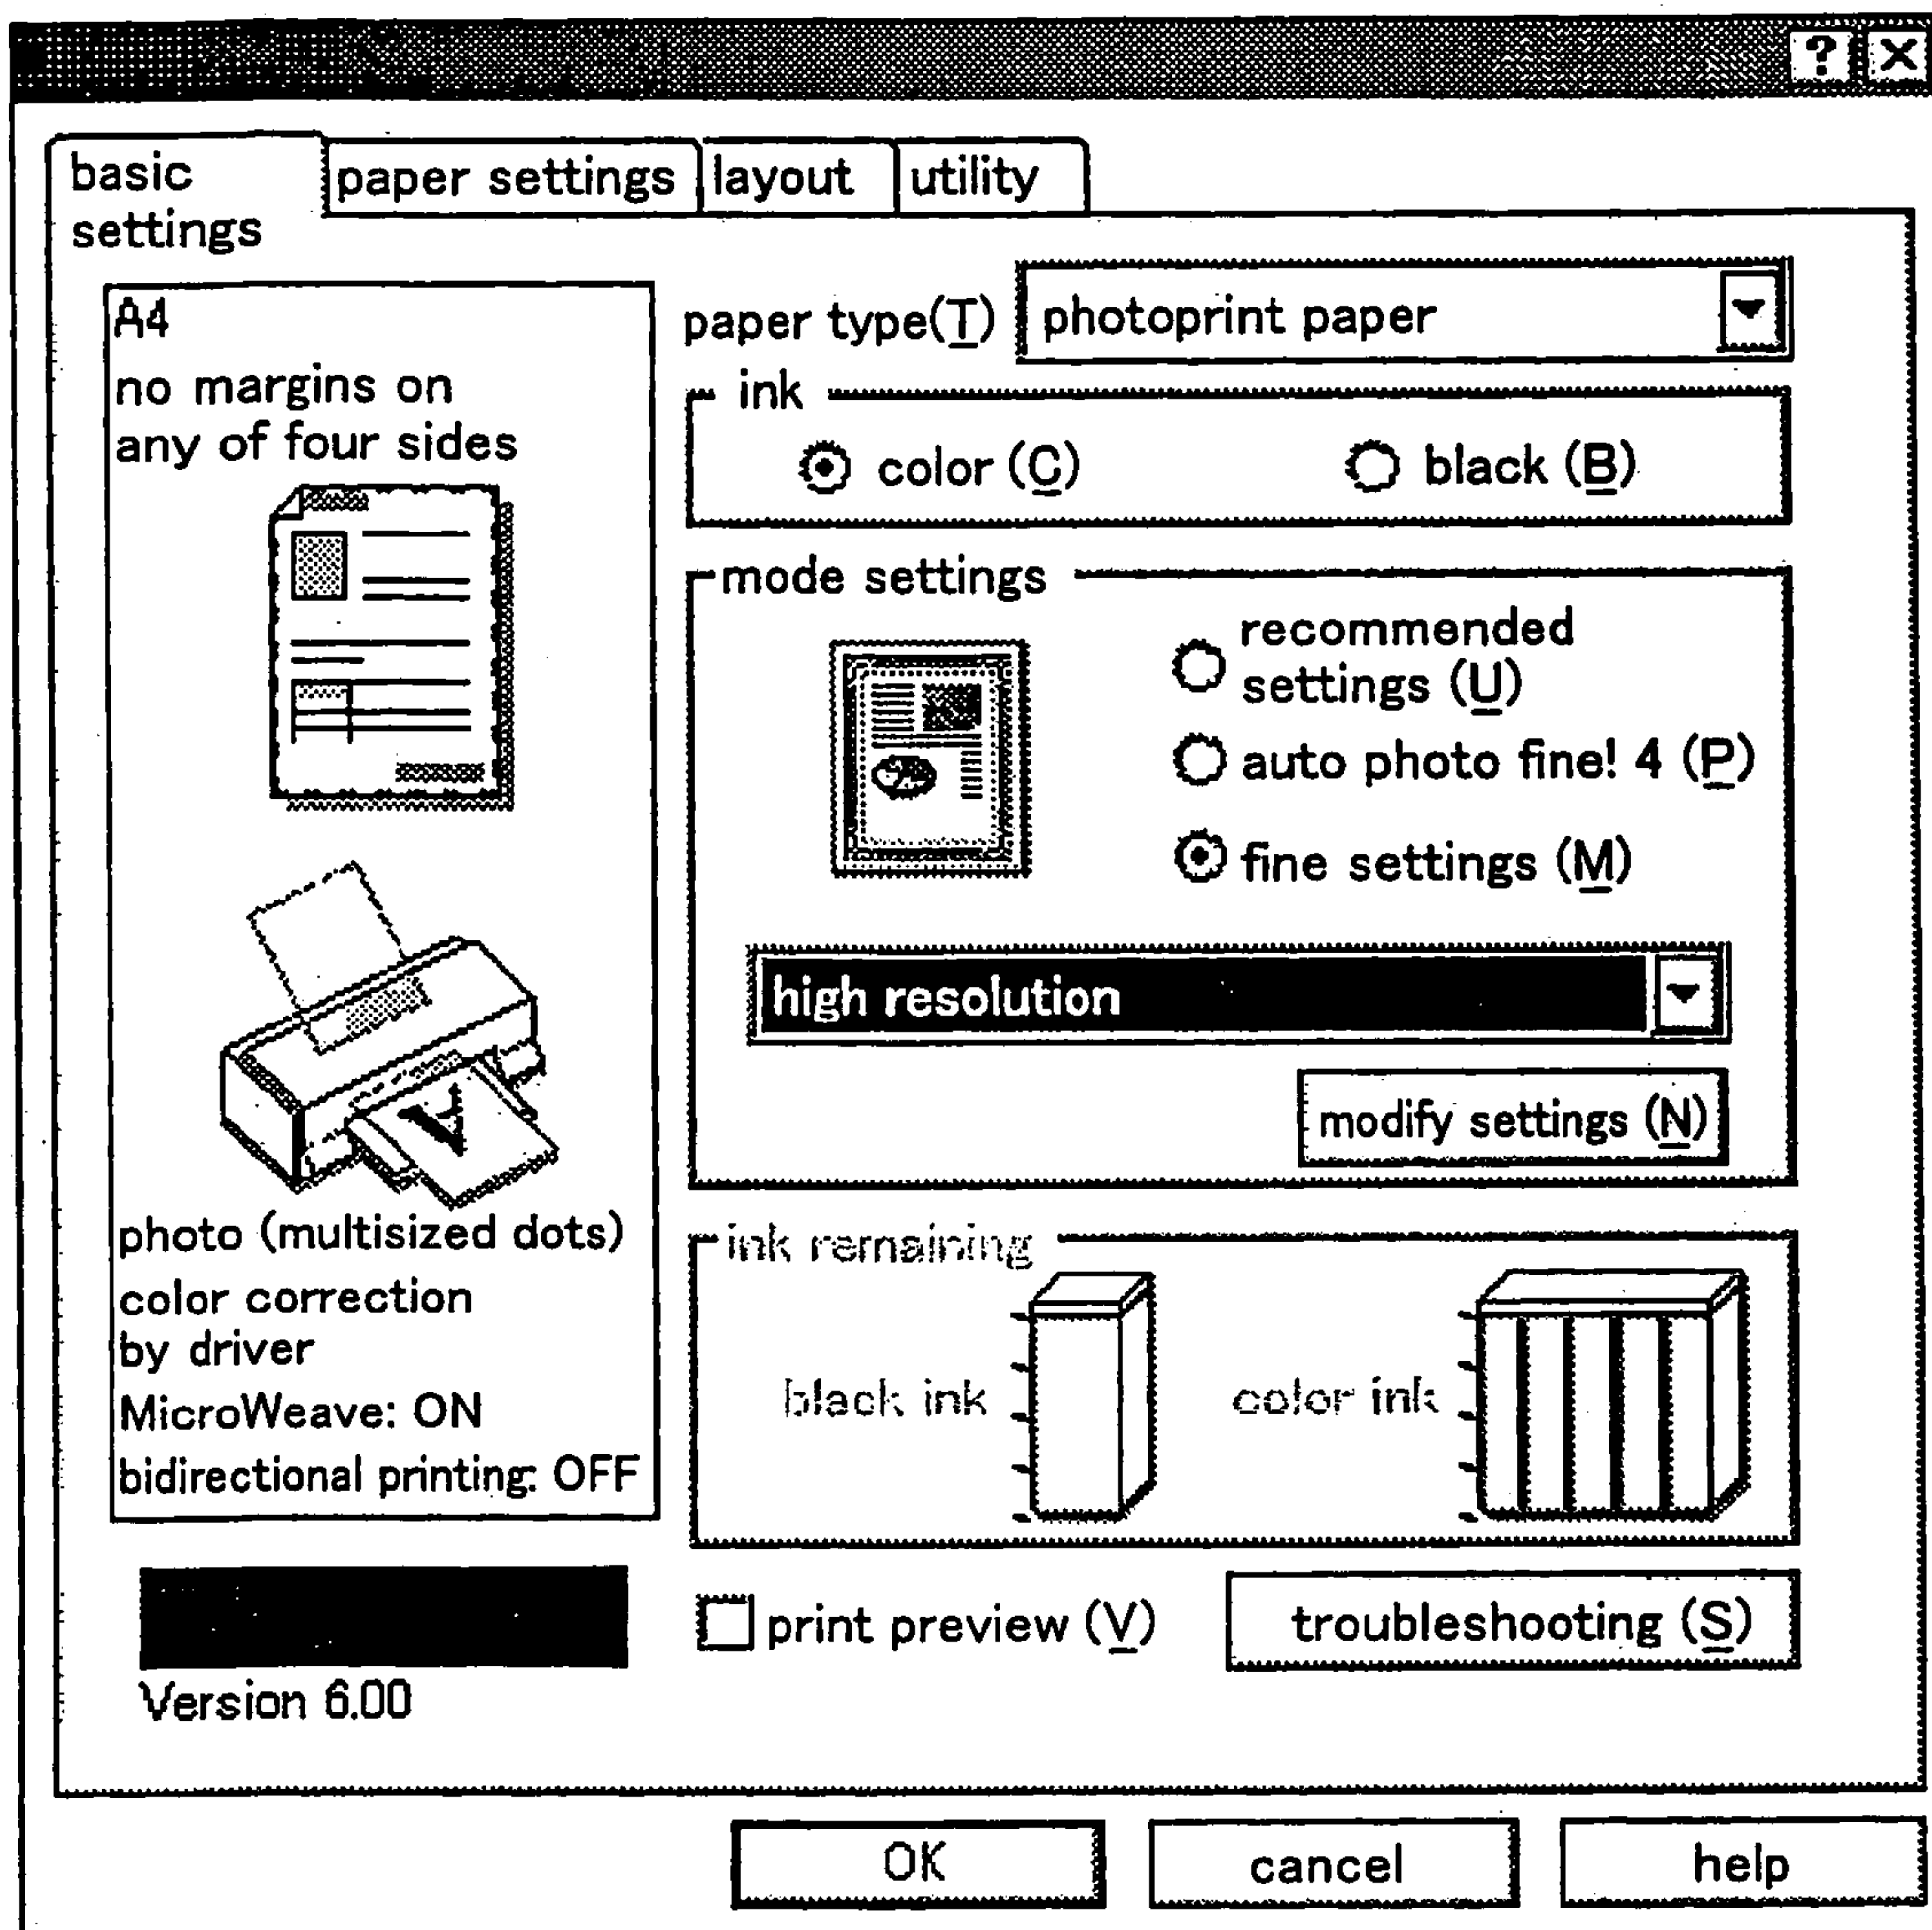 ? X
basic
settings
paper settings
layout
utility
A4
no margins on
any of four sides
photo (multisized dots)
color correction
by driver
MicroWeave: ON
bidirectional printing: OFF
Version 6.00
paper type(T) photoprint paper
ink
color (C) black (B)
mode settings
recommended
settings (U)
auto photo fine! 4 (P)
fine settings (M)
high resolution
modify settings (N)
ink remaining
black ink color ink
print preview (V) troubleshooting (S)
OK cancel help